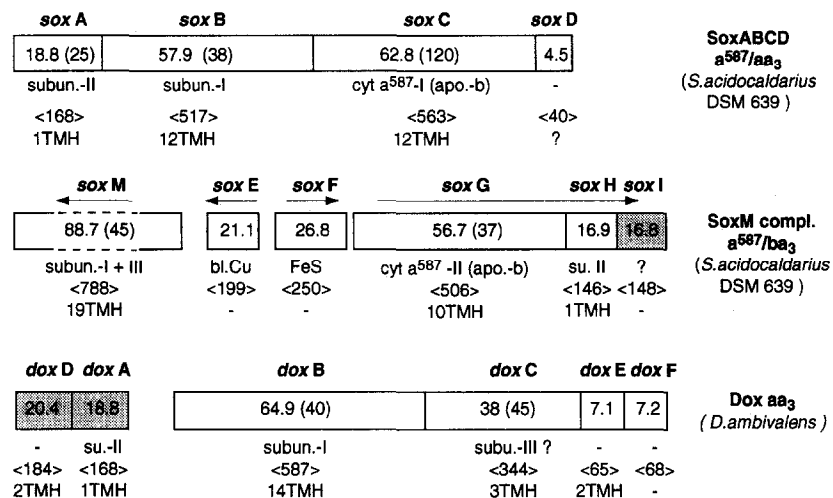 sox A sox B sox C sox D
18.8 (25) 57.9 (38) 62.8 (120) 4.5
subun.-II subun.-I cyt a587-I (apo.-b) -
<168> <517> <563> <40>
1TMH 12TMH 12TMH ?
SoxABCD
a587/aa3
(S.acidocaldarius
DSM 639 )
sox M sox E sox F sox G sox H sox I
88.7 (45) 21.1 26.8 56.7 (37) 16.9 16.8
subun.-I + III bl.Cu FeS cyt a587 -II (apo.-b) su. II ?
<788> <199> <250> <506> <146> <148>
19TMH - - 10TMH 1TMH -
SoxM compl.
a587/ba3
(S.acidocaldarius
DSM 639 )
dox D dox A dox B dox C dox E dox F
20.4 18.8 64.9 (40) 38 (45) 7.1 7.2
- su.-II subun.-I subu.-III ? - -
<184> <168> <587> <344> <65> <68>
2TMH 1TMH 14TMH 3TMH 2TMH -
Dox aa3
( D.ambivalens )